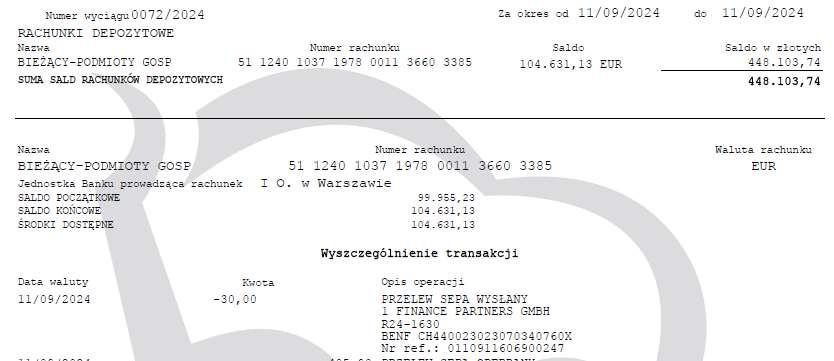 Numer wyciągu 0072/2024 Za okres od 11/09/2024 do 11/09/2024
RACHUNKI DEPOZYTOWE
Nazwa Numer rachunku Saldo Saldo w złotych
BIEŻĄCY-PODMIOTY GOSP 51 1240 1037 1978 0011 3660 3385 104.631,13 EUR 448.103,74
SUMA SALD RACHUNKÓW DEPOZYTOWYCH 448.103,74
Nazwa Numer rachunku Waluta rachunku
BIEŻĄCY-PODMIOTY GOSP 51 1240 1037 1978 0011 3660 3385 EUR
Jednostka Banku prowadząca rachunek I O. w Warszawie
SALDO POCZĄTKOWE 99.955,23
SALDO KOŃCOWE 104.631,13
ŚRODKI DOSTĘPNE 104.631,13
Wyszczególnienie transakcji
Data waluty Kwota Opis operacji
11/09/2024 -30,00 PRZELEW SEPA WYSŁANY
1 FINANCE PARTNERS GMBH
R24-1630
BENF CH440023023070340760X
Nr ref.: 0110911606900247